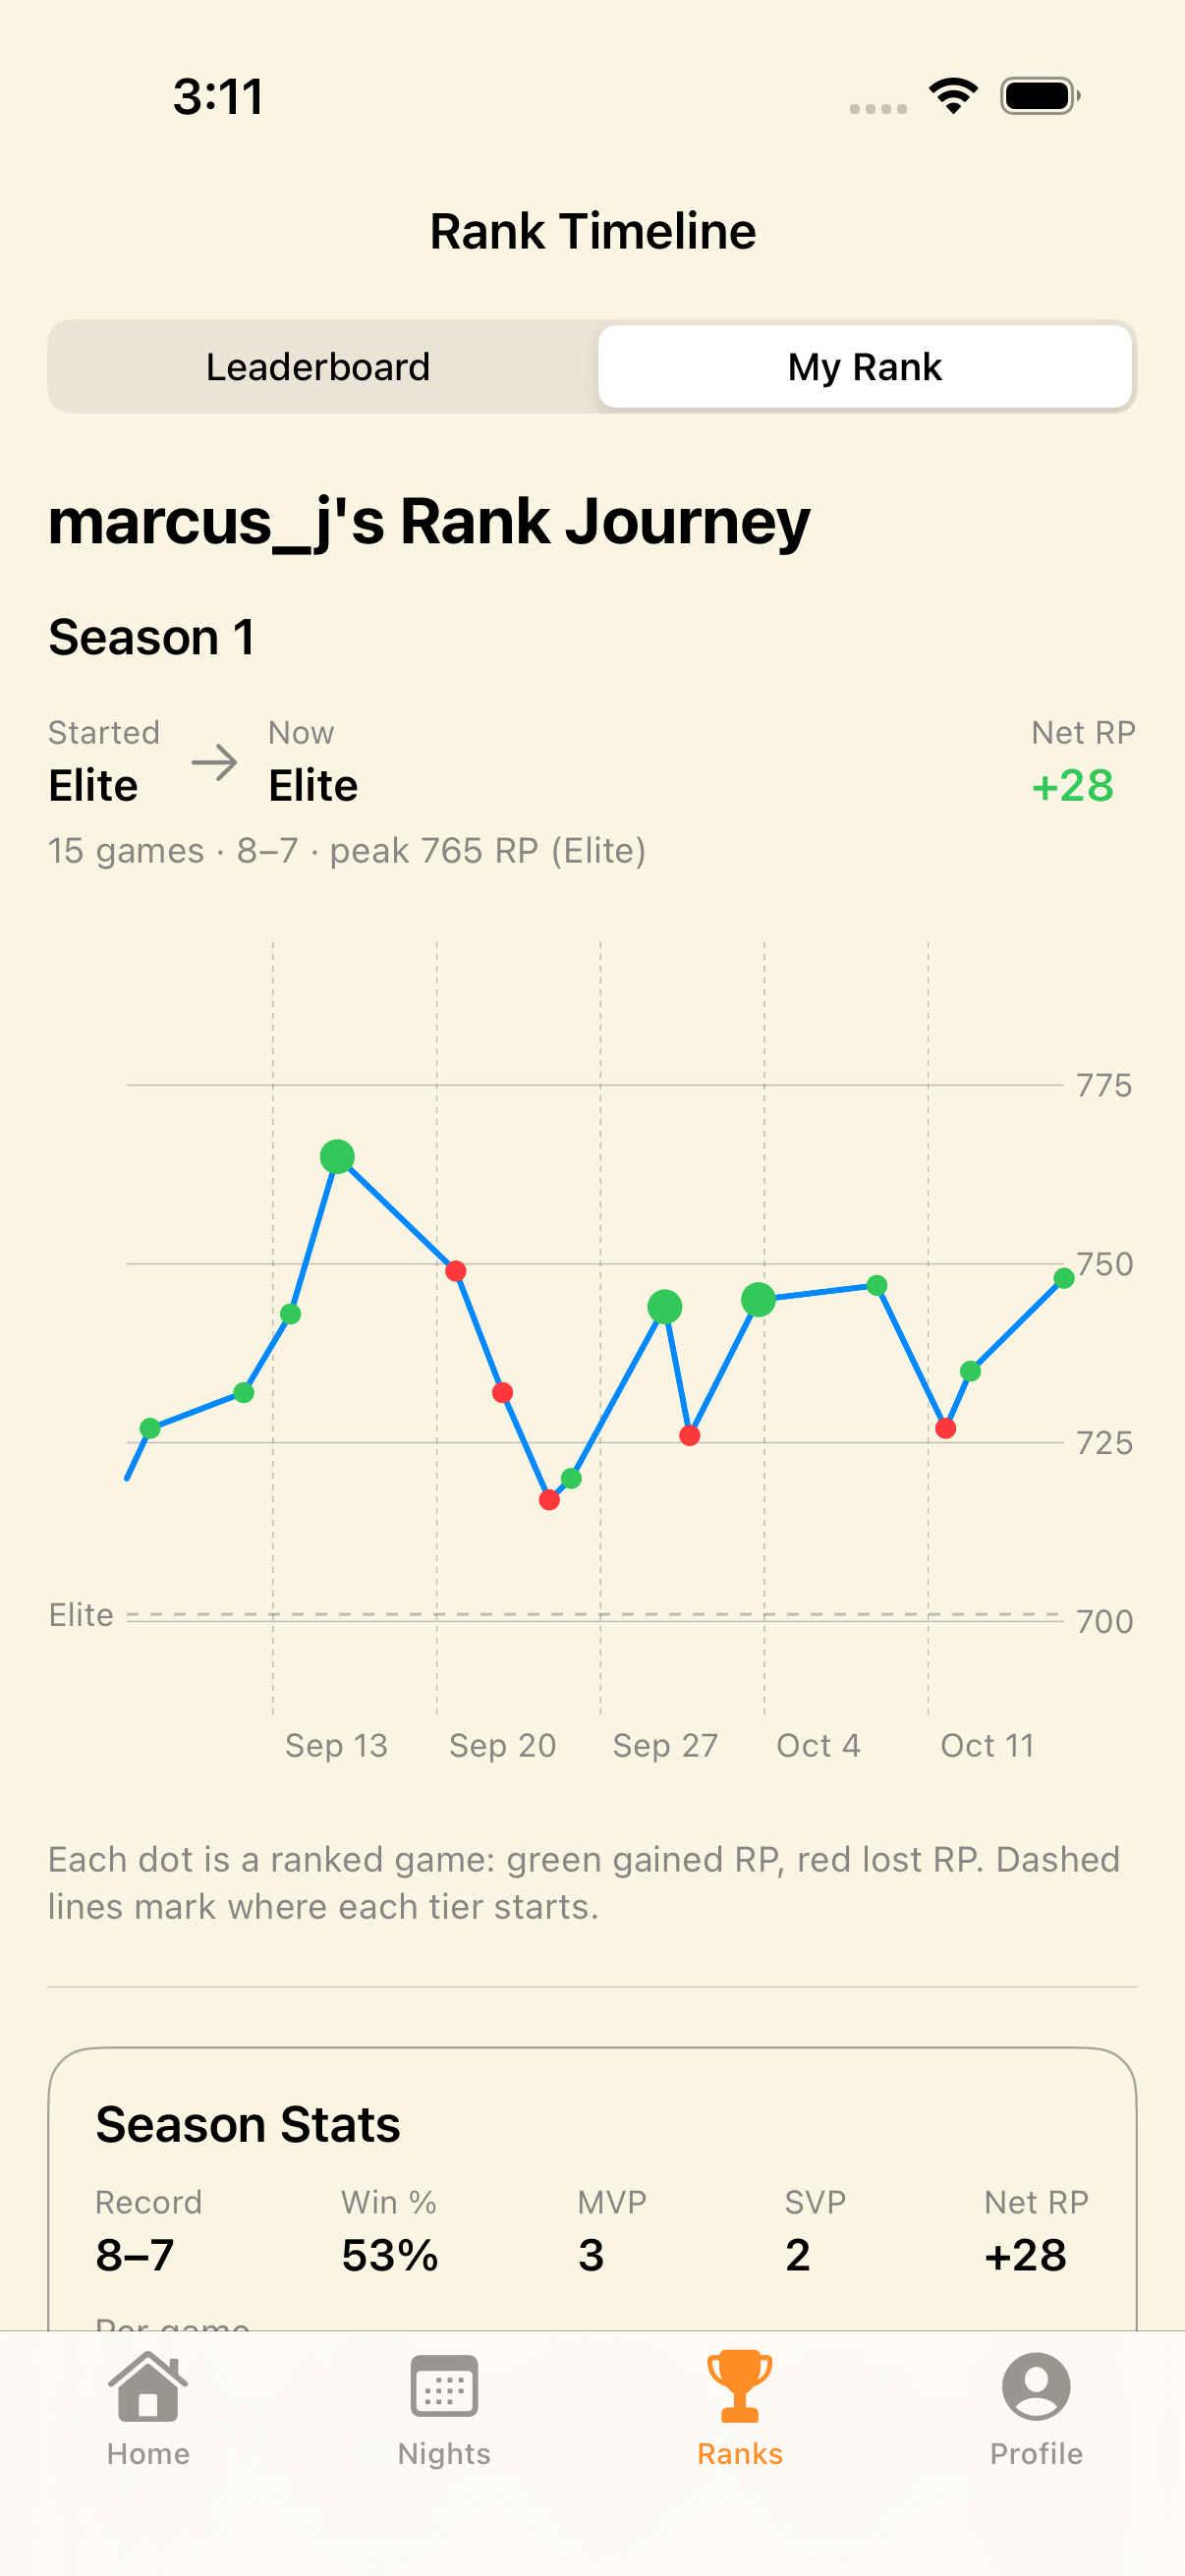 3:11
Rank Timeline
Leaderboard
My Rank
marcus_j's Rank Journey
Season 1
Started
Now
Net RP
Elite
Elite
+28
15 games · 8–7 · peak 765 RP (Elite)
775
750
725
Elite
700
Sep 13
Sep 20
Sep 27
Oct 4
Oct 11
Each dot is a ranked game: green gained RP, red lost RP. Dashed
lines mark where each tier starts.
Season Stats
Record
Win %
MVP
SVP
Net RP
8–7
53%
3
2
+28
Per game
Home
Nights
Ranks
Profile